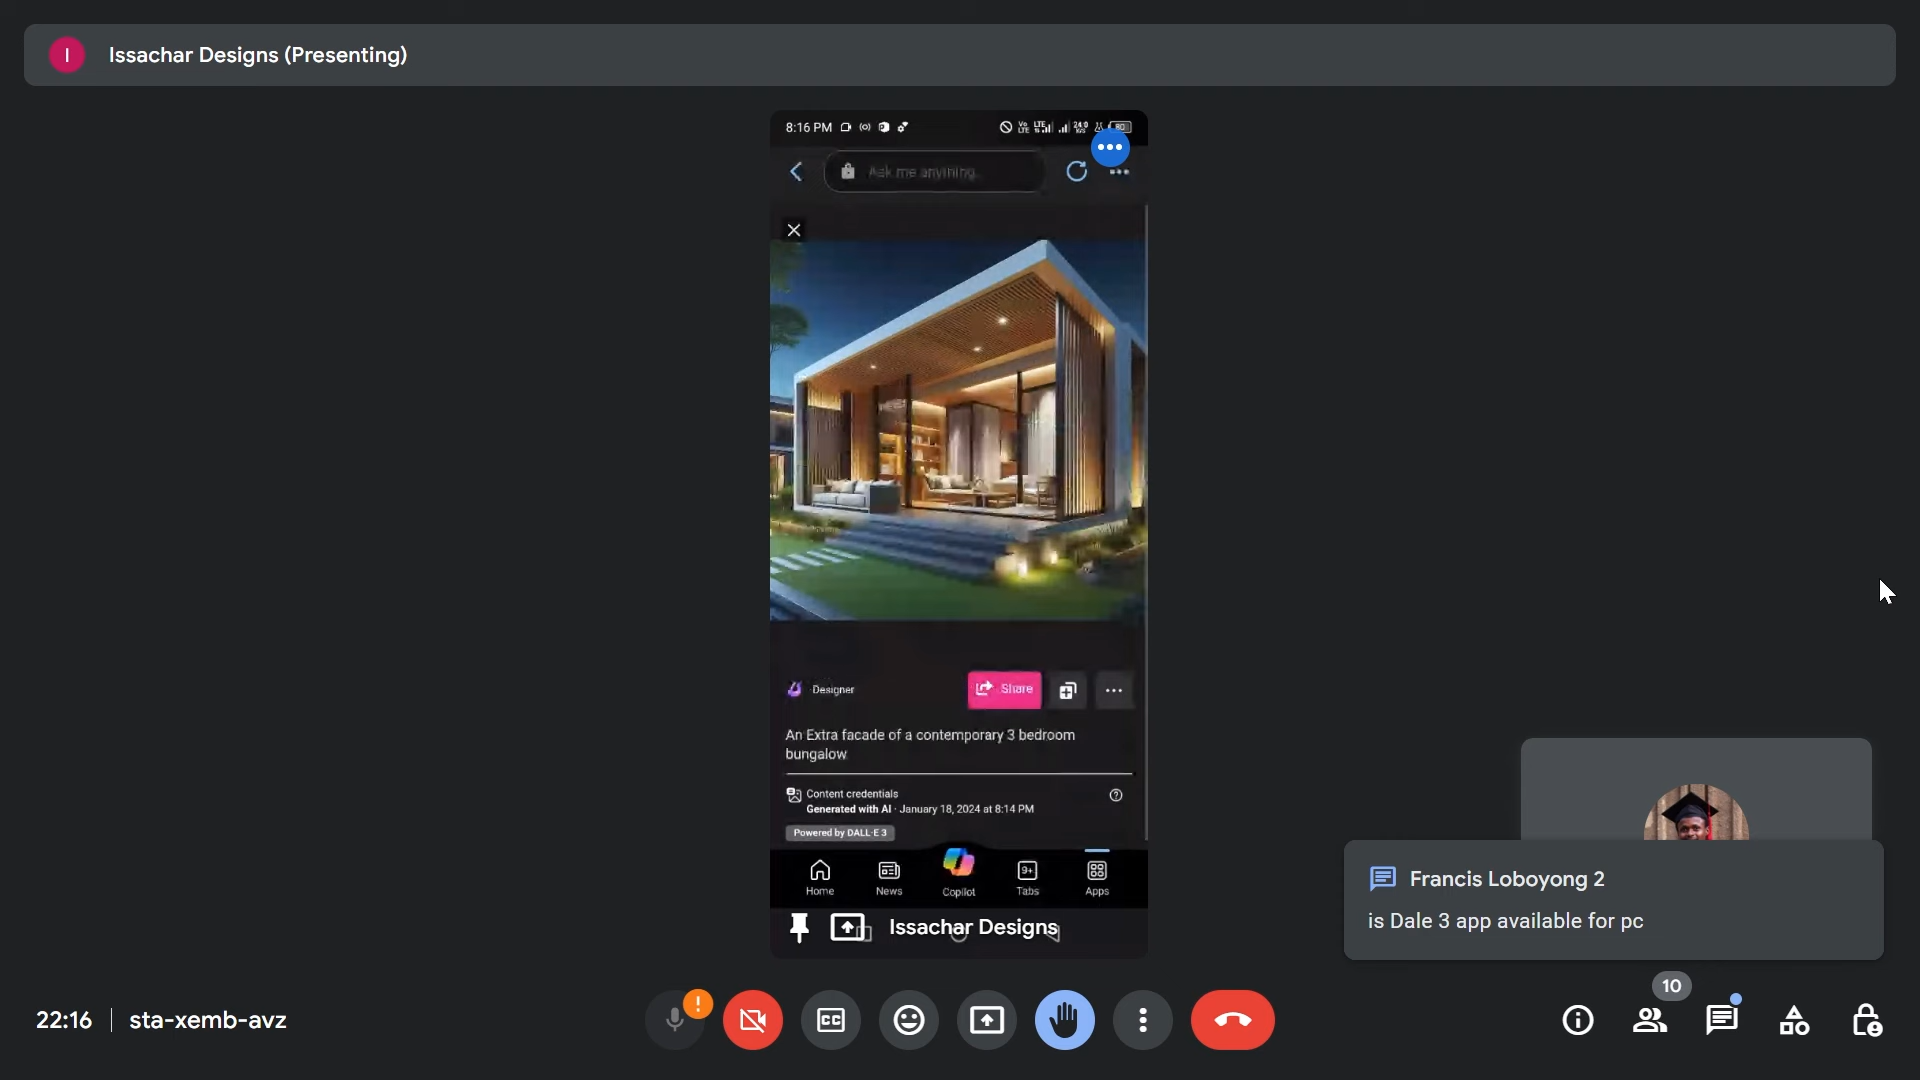 I
Issachar Designs (Presenting)
8:16 PM
Ask me anything
Designer
Share
An Extra facade of a contemporary 3 bedroom
bungalow
Content credentials
Generated with AI · January 18, 2024 at 8:14 PM
Powered by DALL·E 3
9+
Home
News
Copilot
Tabs
Apps
Issachar Designs
Francis Loboyong 2
is Dale 3 app available for pc
22:16
sta-xemb-avz
CC
10